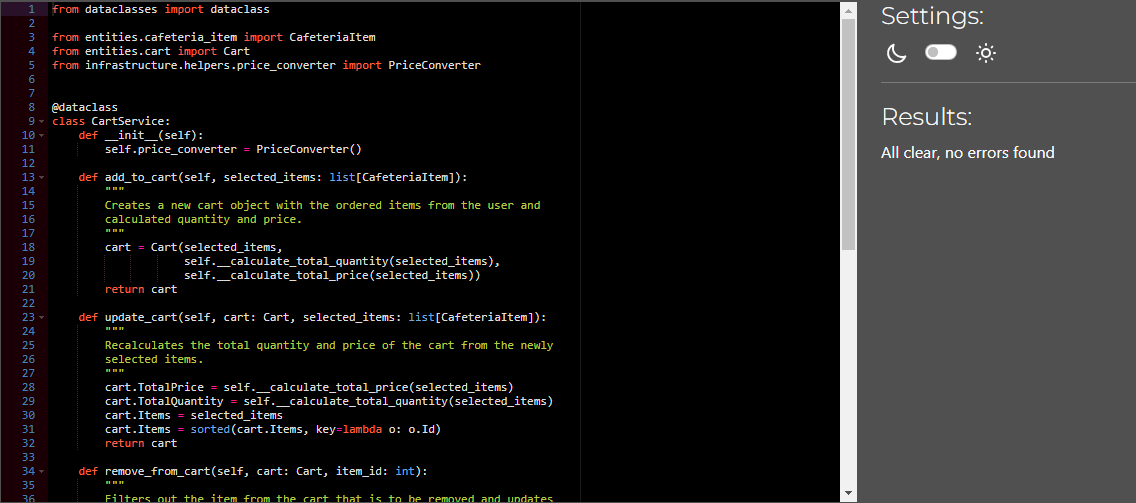 1 from dataclasses import dataclass
2
3 from entities.cafeteria_item import CafeteriaItem
4 from entities.cart import Cart
5 from infrastructure.helpers.price_converter import PriceConverter
6
7
8 @dataclass
9 class CartService:
10     def __init__(self):
11         self.price_converter = PriceConverter()
12
13     def add_to_cart(self, selected_items: list[CafeteriaItem]):
14         """
15         Creates a new cart object with the ordered items from the user and
16         calculated quantity and price.
17         """
18         cart = Cart(selected_items,
19                     self.__calculate_total_quantity(selected_items),
20                     self.__calculate_total_price(selected_items))
21         return cart
22
23     def update_cart(self, cart: Cart, selected_items: list[CafeteriaItem]):
24         """
25         Recalculates the total quantity and price of the cart from the newly
26         selected items.
27         """
28         cart.TotalPrice = self.__calculate_total_price(selected_items)
29         cart.TotalQuantity = self.__calculate_total_quantity(selected_items)
30         cart.Items = selected_items
31         cart.Items = sorted(cart.Items, key=lambda o: o.Id)
32         return cart
33
34     def remove_from_cart(self, cart: Cart, item_id: int):
35         """
36         Filters out the item from the cart that is to be removed and updates
Settings:
Results:
All clear, no errors found